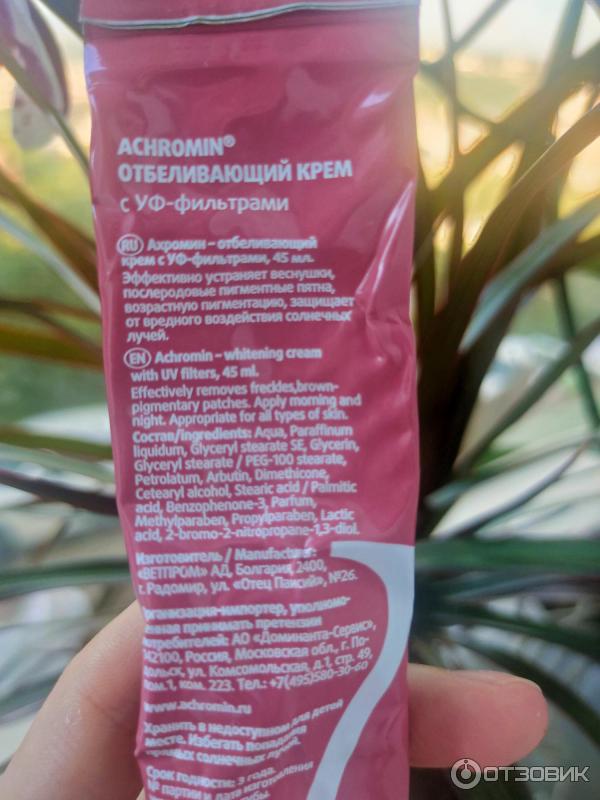 ACHROMIN®
ОТБЕЛИВАЮЩИЙ КРЕМ
с УФ-фильтрами
RU Ахромин – отбеливающий
крем с УФ-фильтрами, 45 мл.
Эффективно устраняет веснушки,
послеродовые пигментные пятна,
возрастную пигментацию, защищает
от вредного воздействия солнечных
лучей.
EN Achromin – whitening cream
with UV filters, 45 ml.
Effectively removes freckles,brown-
pigmentary patches. Apply morning and
night. Appropriate for all types of skin.
Состав/ingredients: Aqua, Paraffinum
liquidum, Glyceryl stearate SE, Glycerin,
Glyceryl stearate / PEG-100 stearate,
Petrolatum, Arbutin, Dimethicone,
Cetearyl alcohol, Stearic acid / Palmitic
acid, Benzophenone-3, Parfum,
Methylparaben, Propylparaben, Lactic
acid, 2-bromo-2-nitropropane-1,3-diol.
Изготовитель / Manufacturer:
«ВЕТПРОМ» АД, Болгария 2400,
г. Радомир, ул. «Отец Паисий», №26.
Организация-импортер, уполномо-
ченная принимать претензии
потребителей: АО «Доминанта-Сервис»,
142100, Россия, Московская обл., г. По-
дольск, ул. Комсомольская, д.1, стр. 49,
пом.1, ком. 223. Тел.: +7(495)580-30-60
www.achromin.ru
Хранить в недоступном для детей
месте. Избегать попадания
прямых солнечных лучей.
Срок годности: 3 года.
№ партии и дата изготовления
ОТЗОВИК